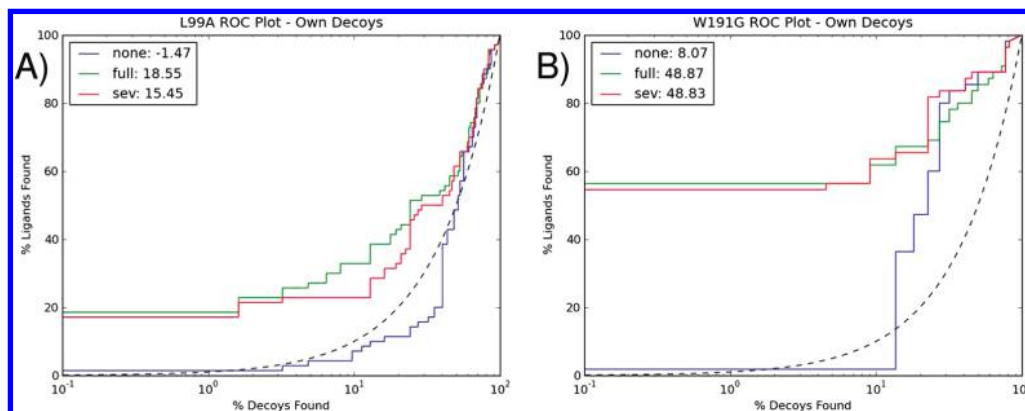 A)
L99A ROC Plot - Own Decoys
none: -1.47
full: 18.55
sev: 15.45
% Ligands Found
100
80
60
40
20
0
10^-1
10^0
10^1
10^2
% Decoys Found
B)
W191G ROC Plot - Own Decoys
none: 8.07
full: 48.87
sev: 48.83
% Ligands Found
100
80
60
40
20
0
10^-1
10^0
10^1
10^2
% Decoys Found